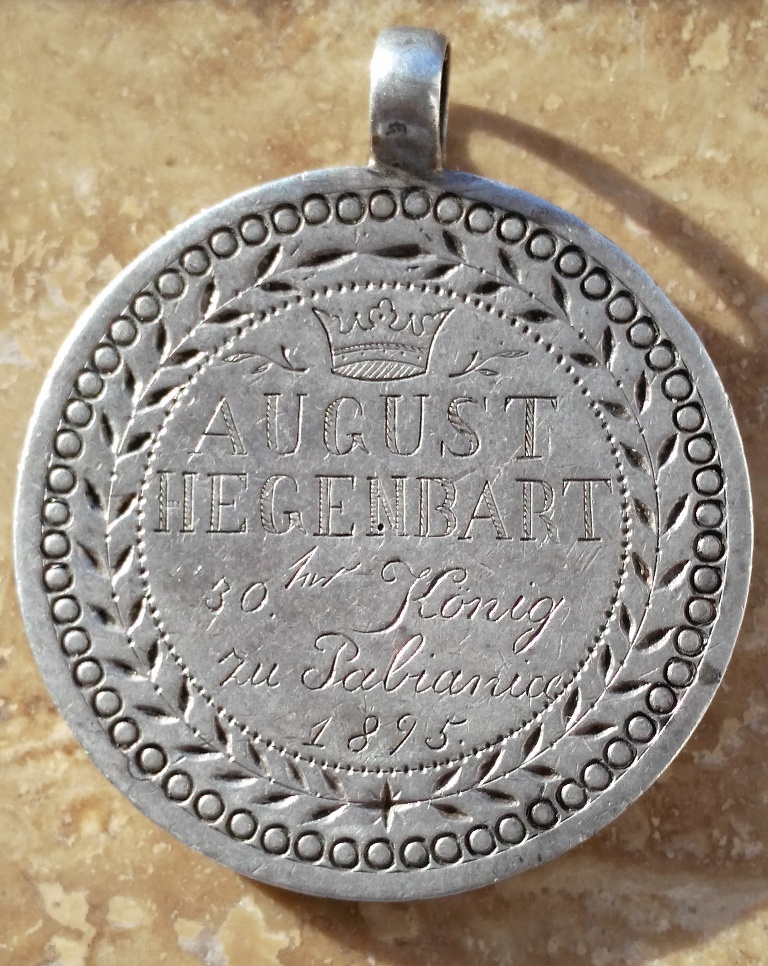 AUGUST
HEGENBART
30. ter König
zu Pabianice
1895.